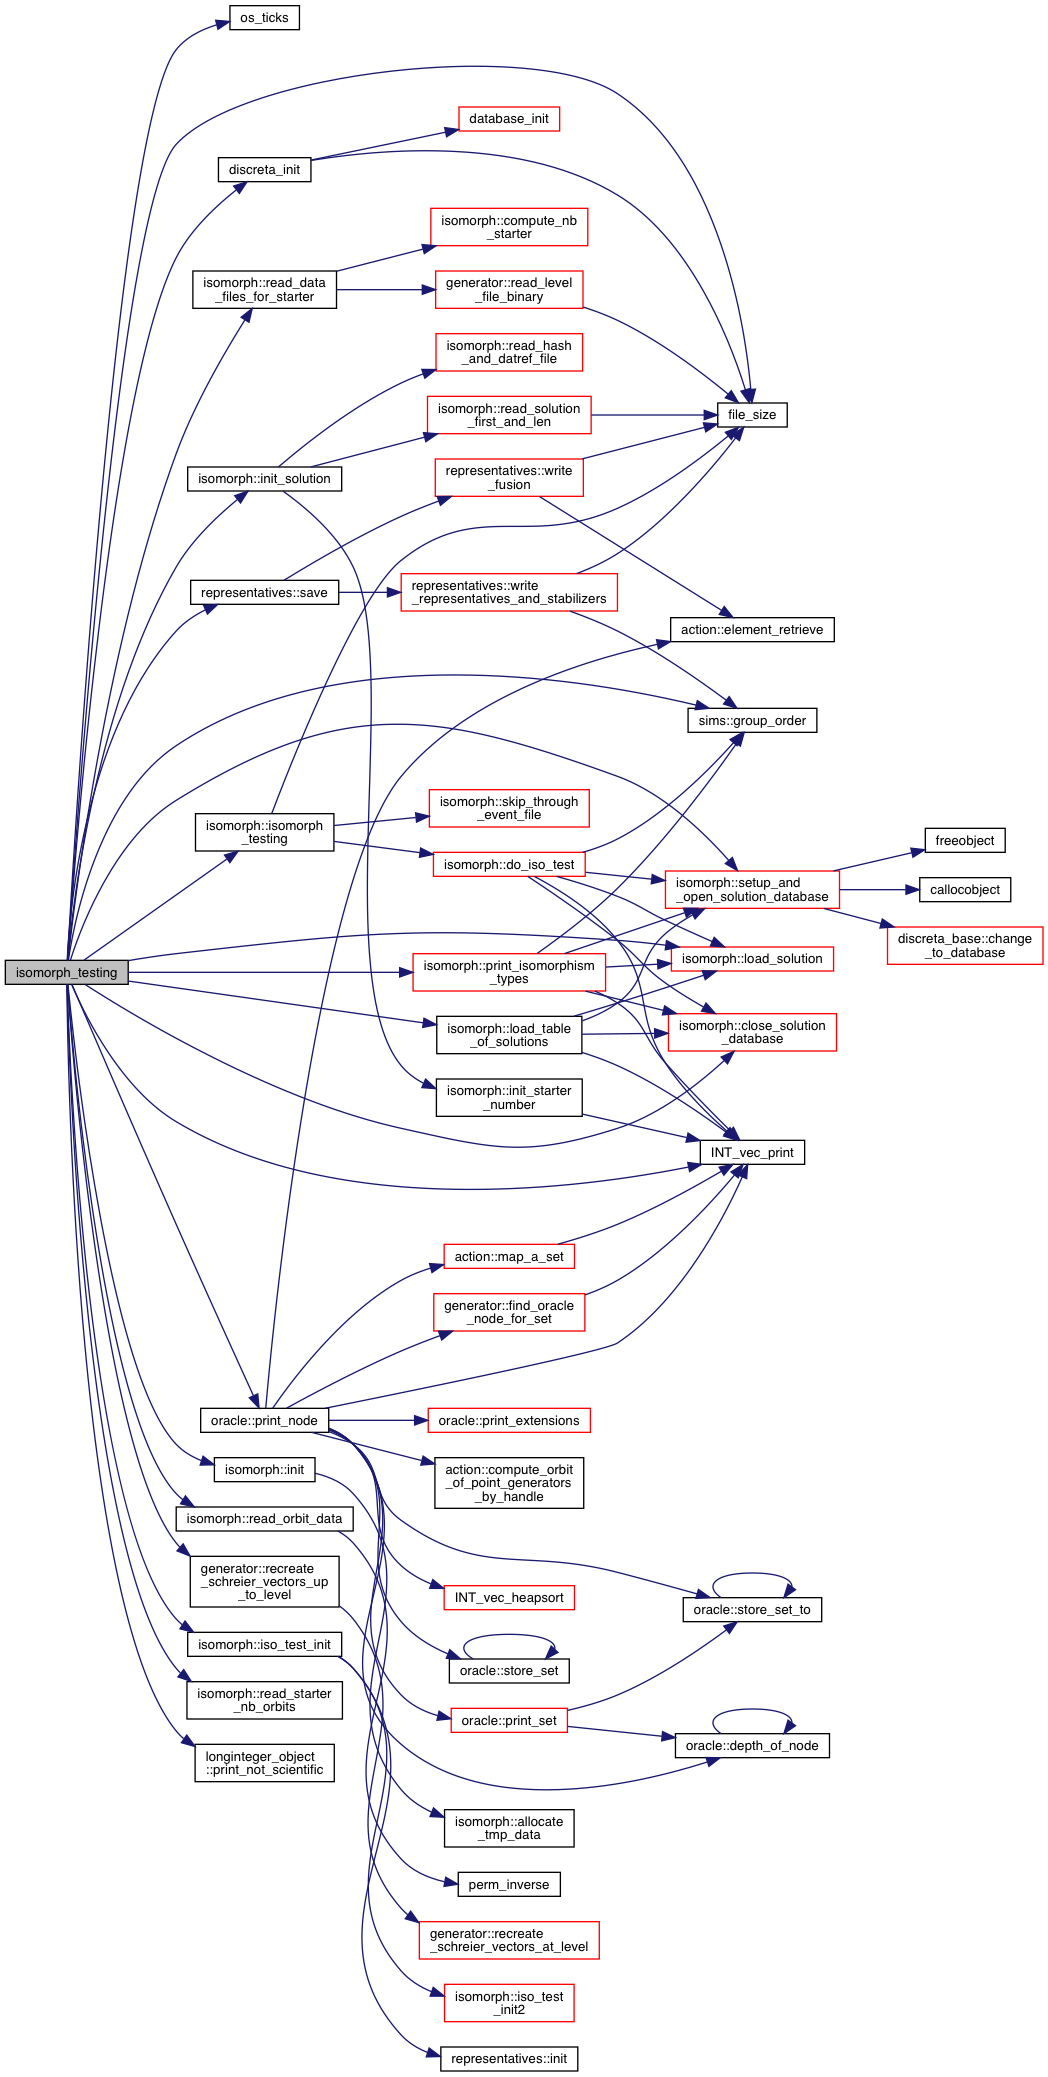 os_ticks
database_init
discreta_init
isomorph::compute_nb
_starter
isomorph::read_data
_files_for_starter
generator::read_level
_file_binary
isomorph::read_hash
_and_datref_file
isomorph::read_solution
_first_and_len
file_size
isomorph::init_solution
representatives::write
_fusion
representatives::save
representatives::write
_representatives_and_stabilizers
action::element_retrieve
sims::group_order
isomorph::skip_through
_event_file
isomorph::isomorph
_testing
isomorph::do_iso_test
freeobject
isomorph::setup_and
_open_solution_database
callocobject
discreta_base::change
_to_database
isomorph_testing
isomorph::print_isomorphism
_types
isomorph::load_solution
isomorph::load_table
_of_solutions
isomorph::close_solution
_database
isomorph::init_starter
_number
INT_vec_print
action::map_a_set
generator::find_oracle
_node_for_set
oracle::print_node
oracle::print_extensions
isomorph::init
action::compute_orbit
_of_point_generators
_by_handle
isomorph::read_orbit_data
generator::recreate
_schreier_vectors_up
_to_level
INT_vec_heapsort
oracle::store_set_to
isomorph::iso_test_init
oracle::store_set
isomorph::read_starter
_nb_orbits
oracle::print_set
oracle::depth_of_node
longinteger_object
::print_not_scientific
isomorph::allocate
_tmp_data
perm_inverse
generator::recreate
_schreier_vectors_at_level
isomorph::iso_test
_init2
representatives::init